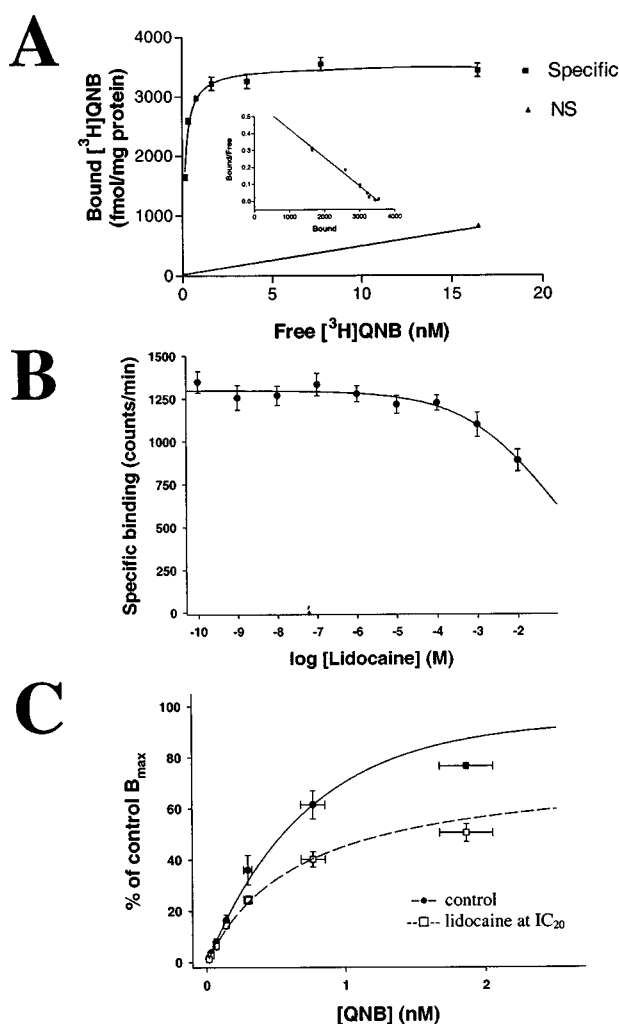 A
4000
3000
2000
1000
0
Bound [³H]QNB
(fmol/mg protein)
Specific
NS
0.5
0.4
0.3
0.2
0.1
0.0
Bound/Free
0 1000 2000 3000 4000
Bound
0 5 10 15 20
Free [³H]QNB (nM)
B
1500
1250
1000
750
500
250
0
Specific binding (counts/min)
-10 -9 -8 -7 -6 -5 -4 -3 -2
log [Lidocaine] (M)
C
100
80
60
40
20
0
% of control Bmax
control
lidocaine at IC20
0 1 2
[QNB] (nM)